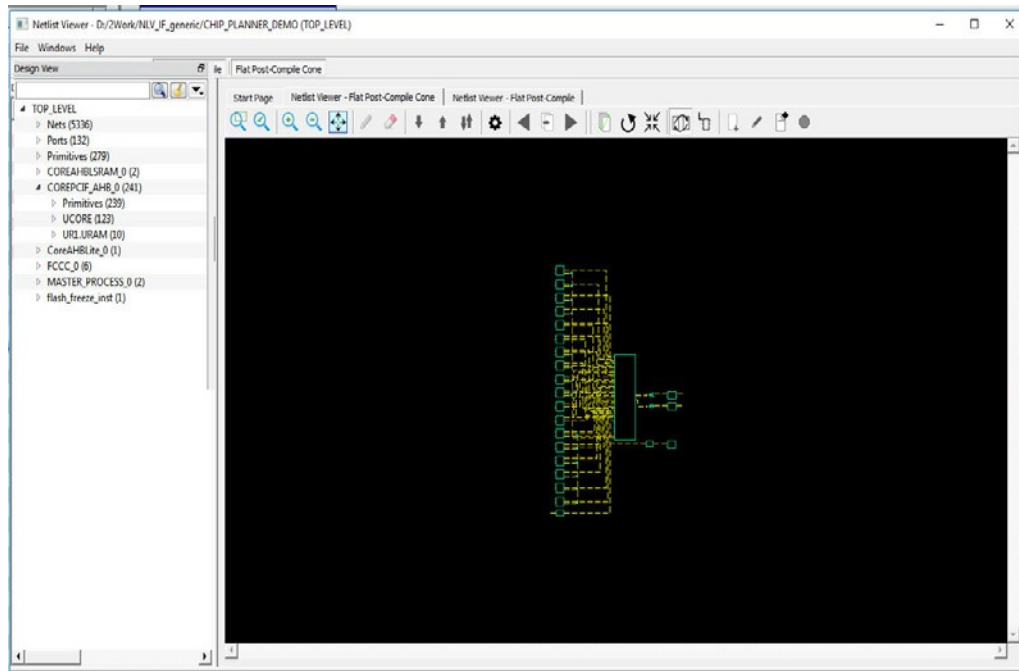 Netlist Viewer - D:/2Work/NLV_IF_generic/CHIP_PLANNER_DEMO (TOP_LEVEL)
File Windows Help
Design View
le Flat Post-Compile Cone
Start Page Netlist Viewer - Flat Post-Compile Cone Netlist Viewer - Flat Post-Compile
TOP_LEVEL
Nets (5336)
Ports (132)
Primitives (279)
COREAHBLSRAM_0 (2)
COREPCIF_AHB_0 (241)
Primitives (239)
UCORE (123)
UR1.URAM (10)
CoreAHBLite_0 (1)
FCCC_0 (6)
MASTER_PROCESS_0 (2)
flash_freeze_inst (1)